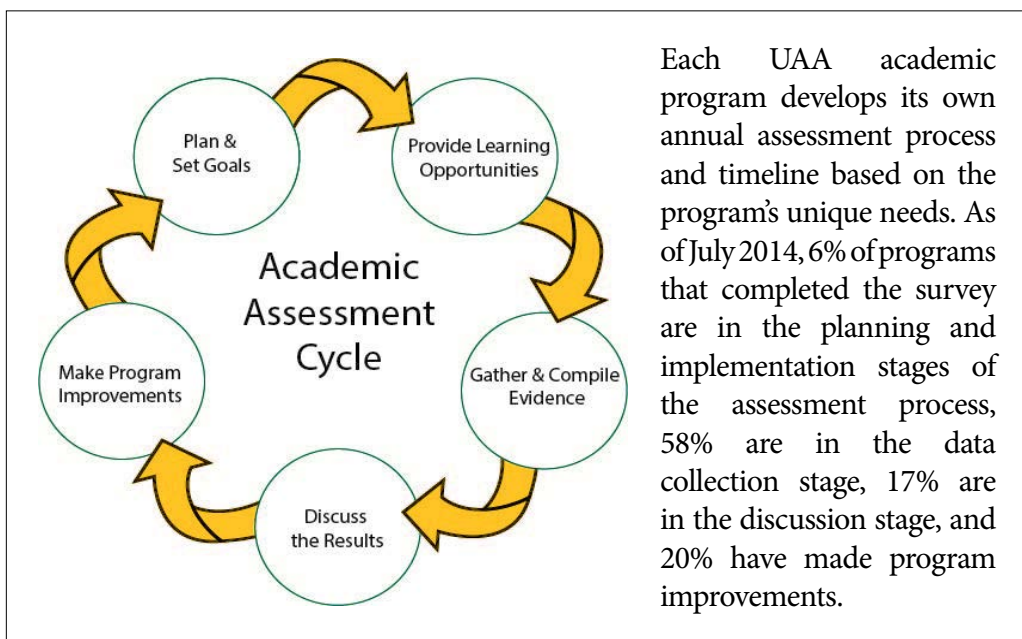 Plan &
Set Goals
Provide Learning
Opportunities
Academic
Assessment
Cycle
Make Program
Improvements
Gather & Compile
Evidence
Discuss
the Results
Each UAA academic
program develops its own
annual assessment process
and timeline based on the
program's unique needs. As
of July 2014, 6% of programs
that completed the survey
are in the planning and
implementation stages of
the assessment process,
58% are in the data
collection stage, 17% are
in the discussion stage, and
20% have made program
improvements.